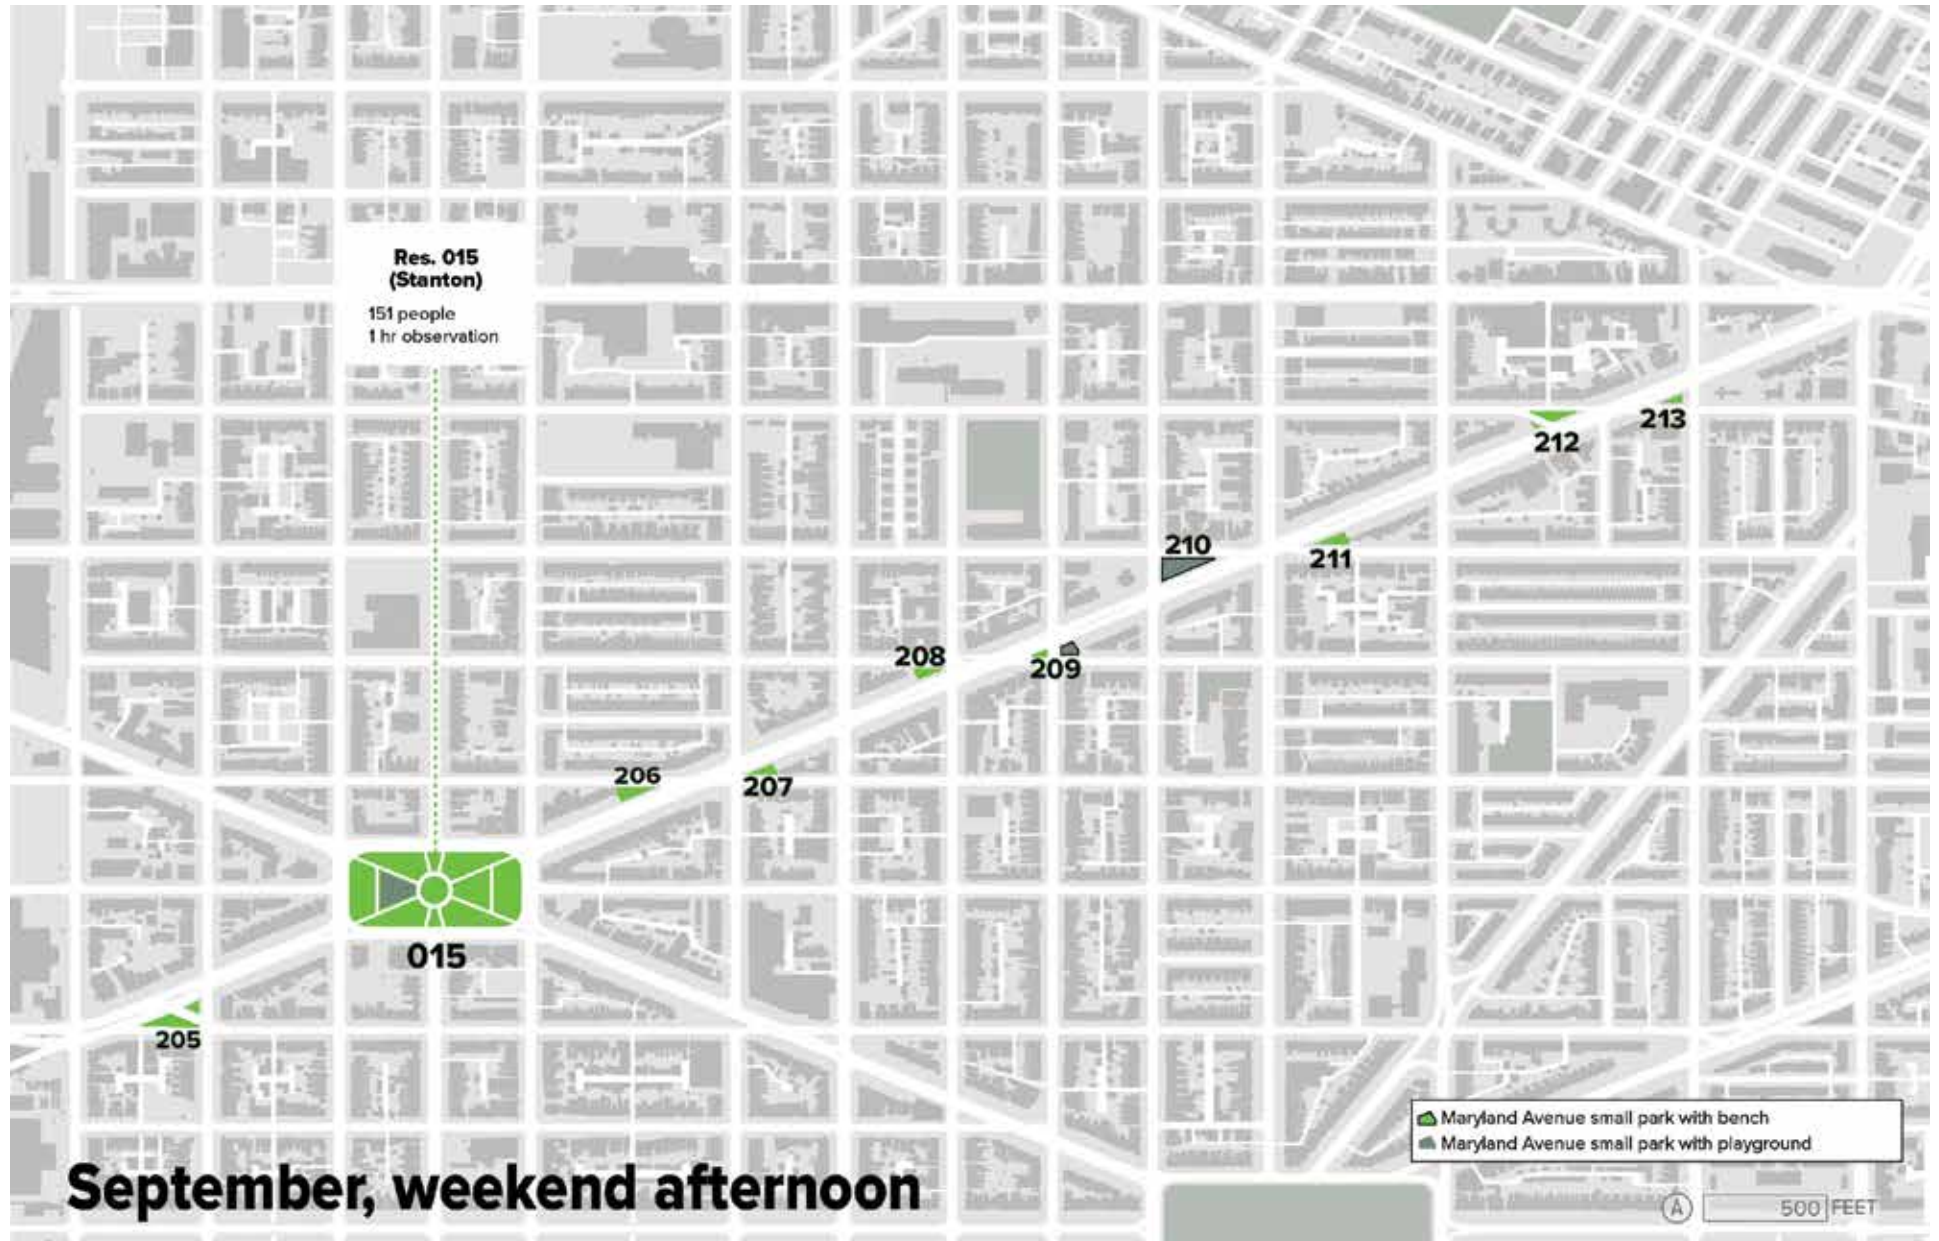 Res. 015
(Stanton)
151 people
1 hr observation
213
212
210
211
208
209
206
207
015
205
Maryland Avenue small park with bench
Maryland Avenue small park with playground
September, weekend afternoon
A 500 FEET